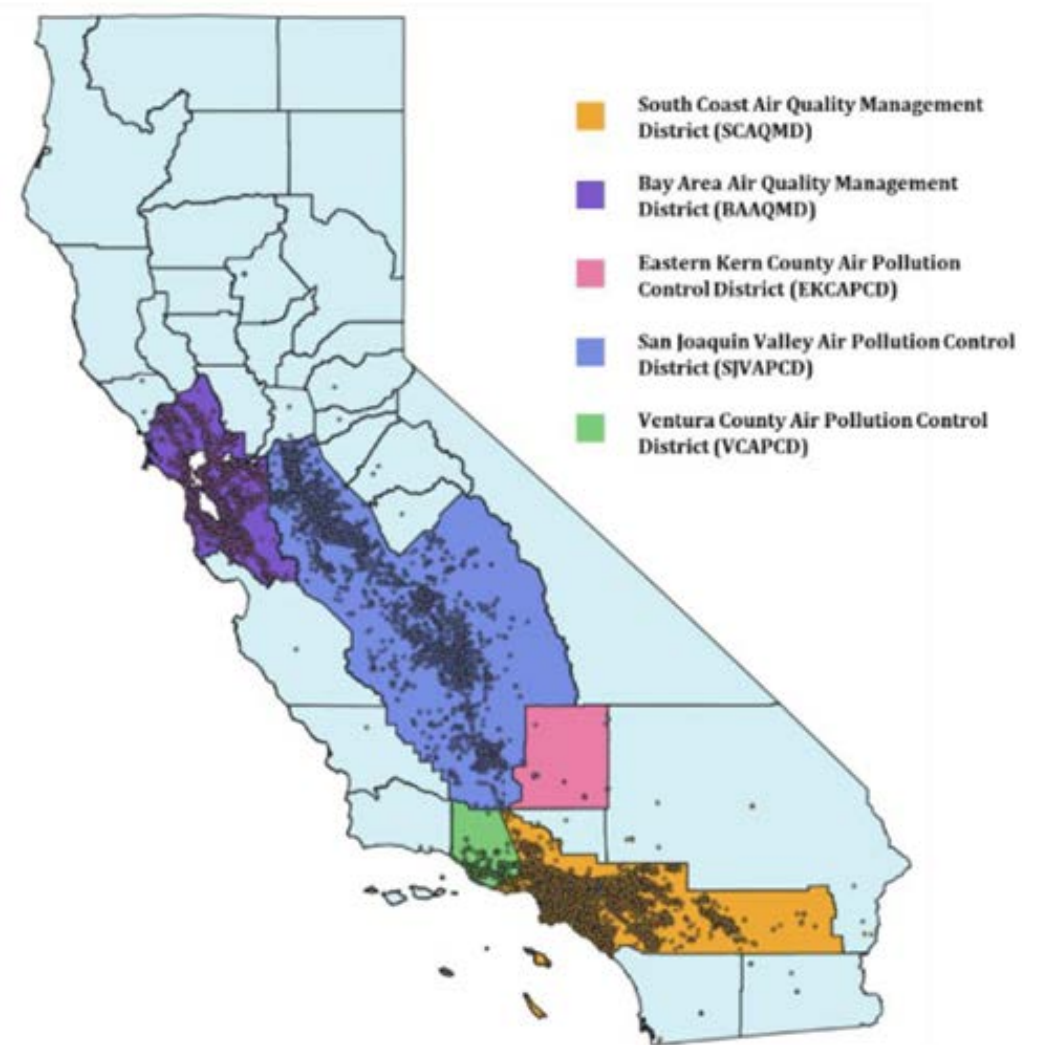 South Coast Air Quality Management
District (SCAQMD)
Bay Area Air Quality Management
District (BAAQMD)
Eastern Kern County Air Pollution
Control District (EKCAPCD)
San Joaquin Valley Air Pollution Control
District (SJVAPCD)
Ventura County Air Pollution Control
District (VCAPCD)